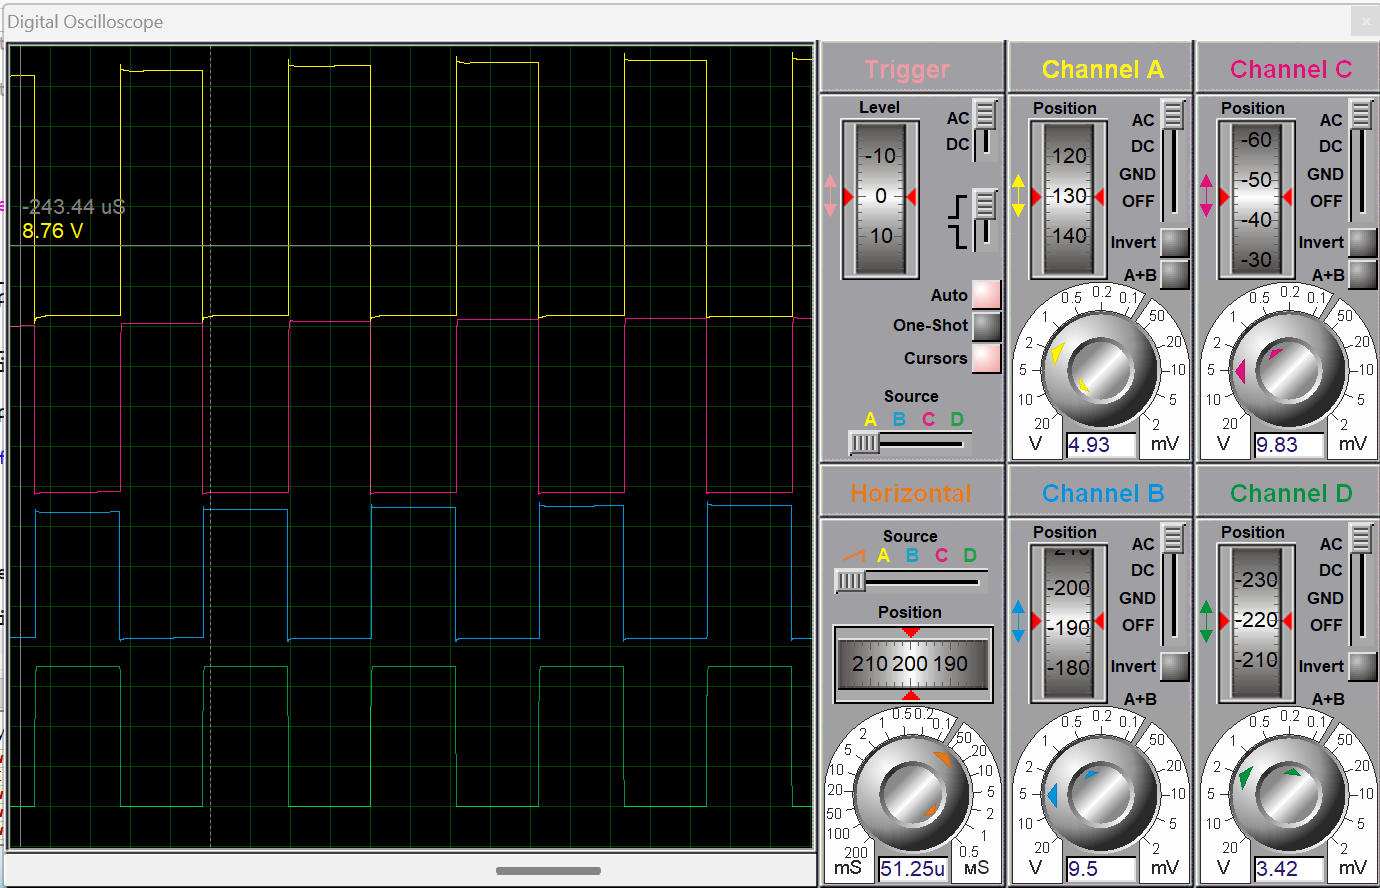 Digital Oscilloscope
-243.44 uS
8.76 V
Trigger
Level
-10
0
10
AC
DC
Auto
One-Shot
Cursors
Source
A B C D
Channel A
Position
120
130
140
AC
DC
GND
OFF
Invert
A+B
20
10
5
2
1
0.5
0.2
0.1
50
20
10
5
2
V
4.93
mV
Channel C
Position
-60
-50
-40
-30
AC
DC
GND
OFF
Invert
A+B
20
10
5
2
1
0.5
0.2
0.1
50
20
10
5
2
V
9.83
mV
Horizontal
Source
A B C D
Position
210 200 190
200
100
50
20
10
5
2
1
0.5
0.2
0.1
50
20
10
5
2
1
0.5
mS
51.25u
мS
Channel B
Position
-210
-200
-190
-180
AC
DC
GND
OFF
Invert
A+B
20
10
5
2
1
0.5
0.2
0.1
50
20
10
5
2
V
9.5
mV
Channel D
Position
-230
-220
-210
AC
DC
GND
OFF
Invert
A+B
20
10
5
2
1
0.5
0.2
0.1
50
20
10
5
2
V
3.42
mV